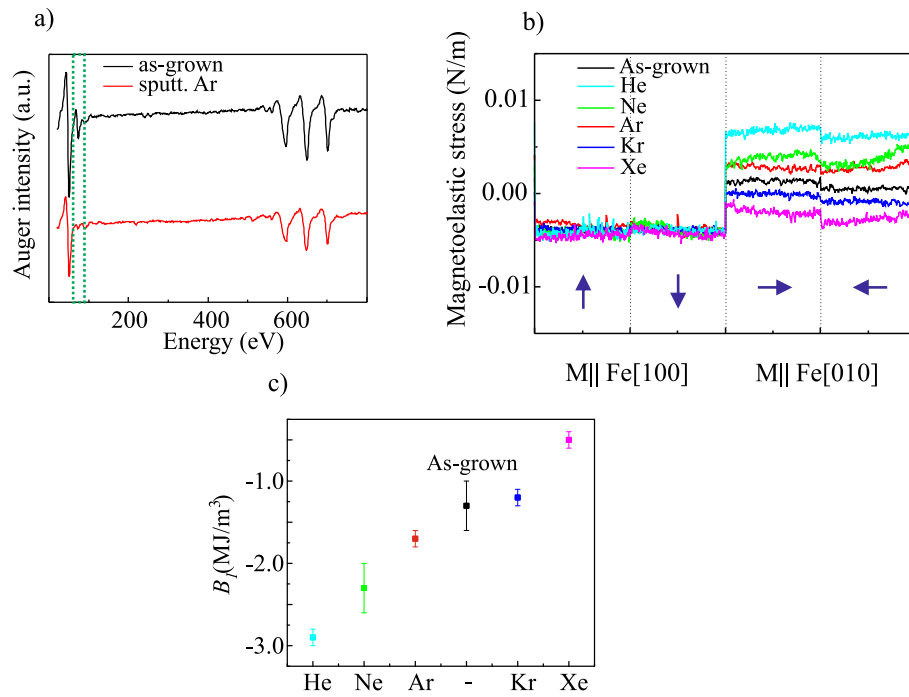 a)
as-grown
sputt. Ar
Auger intensity (a.u.)
200
400
600
Energy (eV)
b)
Magnetoelastic stress (N/m)
0.01
0.00
-0.01
As-grown
He
Ne
Ar
Kr
Xe
M|| Fe[100]
M|| Fe[010]
c)
As-grown
B1(MJ/m³)
-1.0
-2.0
-3.0
He
Ne
Ar
-
Kr
Xe